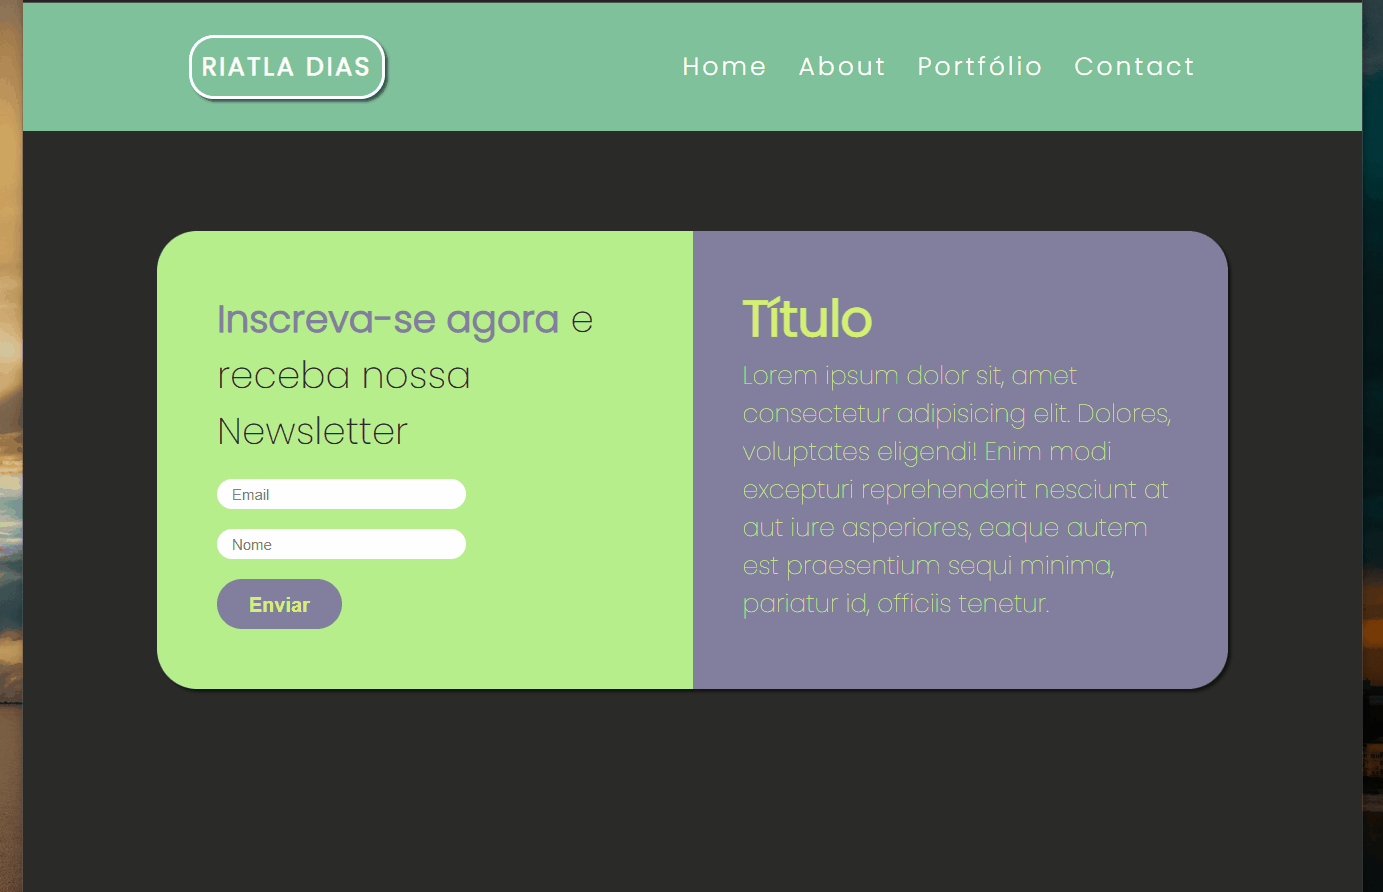 RIATLA DIAS
Home About Portfólio Contact
Inscreva-se agora e
receba nossa
Newsletter
Email
Nome
Enviar
Título
Lorem ipsum dolor sit, amet
consectetur adipisicing elit. Dolores,
voluptates eligendi! Enim modi
excepturi reprehenderit nesciunt at
aut iure asperiores, eaque autem
est praesentium sequi minima,
pariatur id, officiis tenetur.